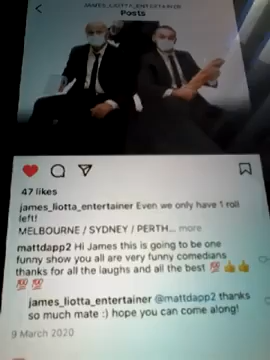 JAMES_LIOTTA_ENTERTAINER
Posts
47 likes
james_liotta_entertainer Even we only have 1 roll
left!
MELBOURNE / SYDNEY / PERTH... more
mattdapp2 Hi James this is going to be one
funny show you all are very funny comedians
thanks for all the laughs and all the best 💯👍👍
💯 💯
james_liotta_entertainer @mattdapp2 thanks
so much mate :) hope you can come along!
9 March 2020